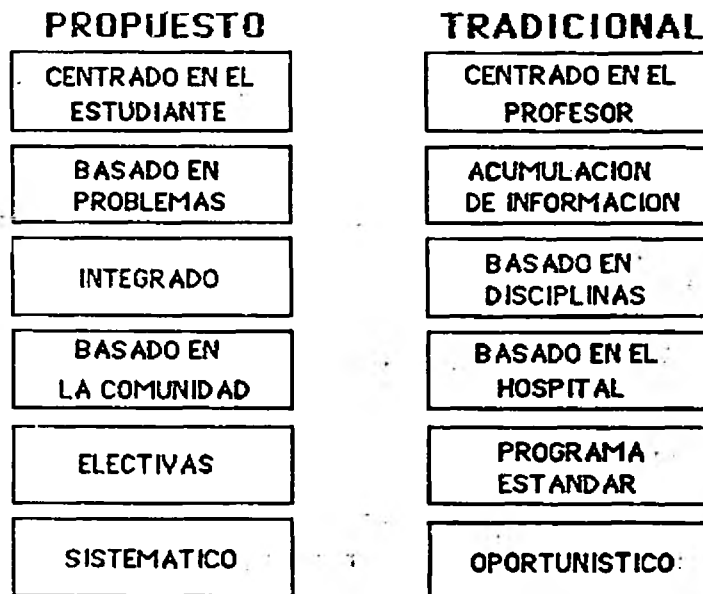 PROPUESTO
CENTRADO EN EL
ESTUDIANTE
BASADO EN
PROBLEMAS
INTEGRADO
BASADO EN
LA COMUNIDAD
ELECTIVAS
SISTEMATICO
TRADICIONAL
CENTRADO EN EL
PROFESOR
ACUMULACION
DE INFORMACION
BASADO EN
DISCIPLINAS
BASADO EN EL
HOSPITAL
PROGRAMA
ESTANDAR
OPORTUNISTICO